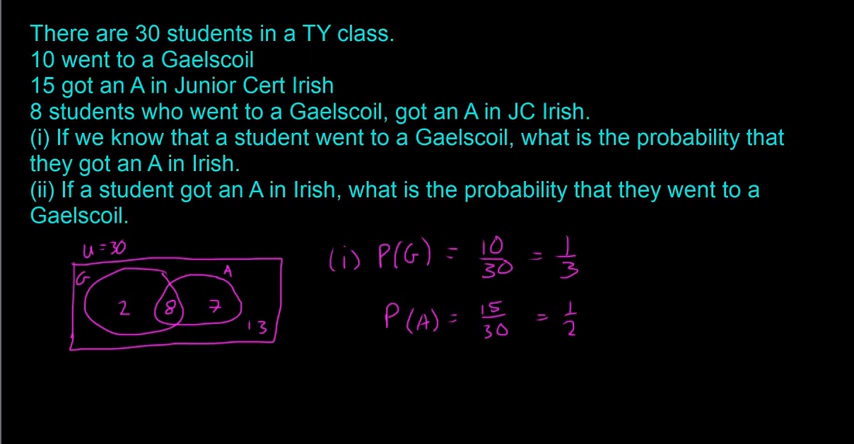 There are 30 students in a TY class.
10 went to a Gaelscoil
15 got an A in Junior Cert Irish
8 students who went to a Gaelscoil, got an A in JC Irish.
(i) If we know that a student went to a Gaelscoil, what is the probability that
they got an A in Irish.
(ii) If a student got an A in Irish, what is the probability that they went to a
Gaelscoil.
U = 30
G A
2 8 7
13
(i) P(G) = 10/30 = 1/3
P(A) = 15/30 = 1/2